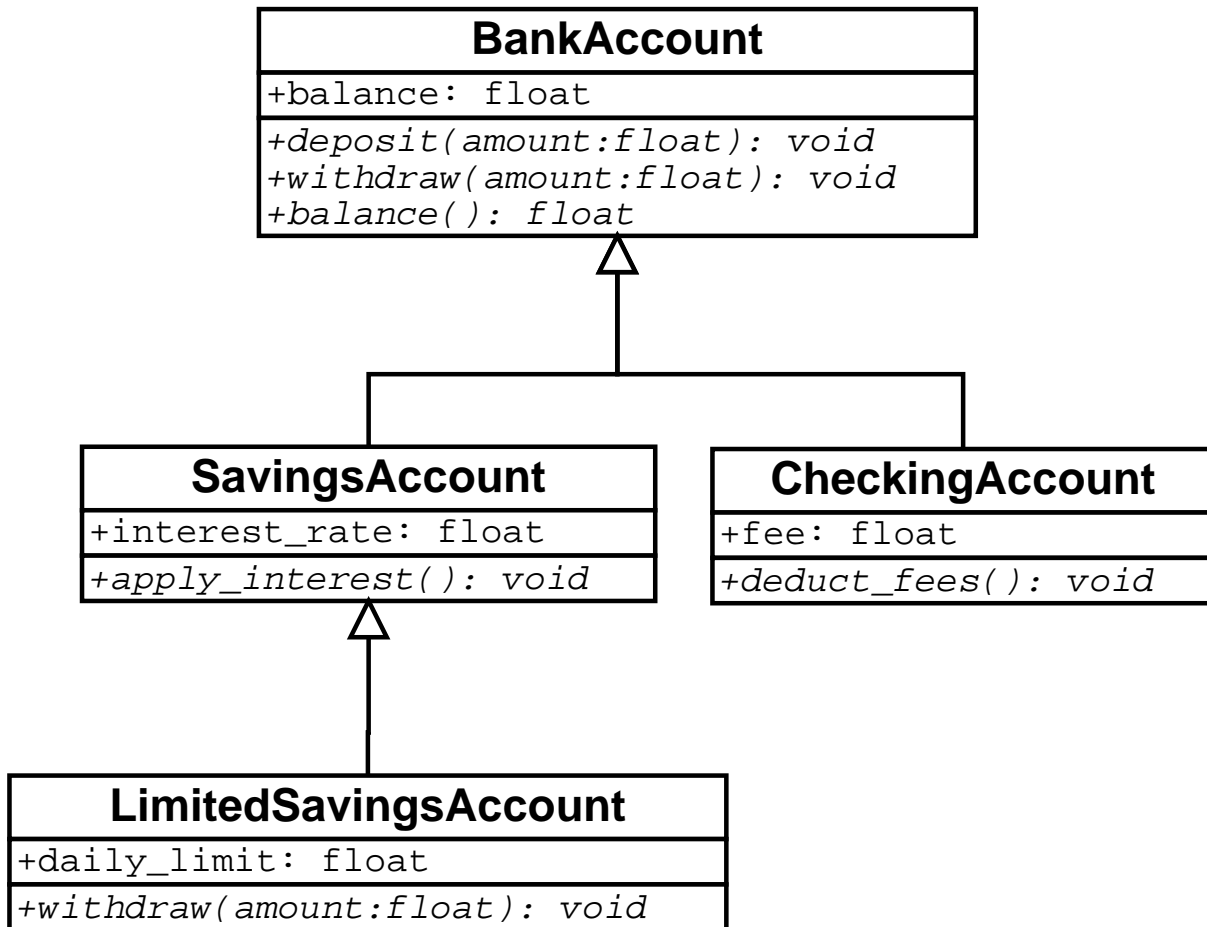 BankAccount
+balance: float
+deposit(amount:float): void
+withdraw(amount:float): void
+balance(): float
SavingsAccount
+interest_rate: float
+apply_interest(): void
CheckingAccount
+fee: float
+deduct_fees(): void
LimitedSavingsAccount
+daily_limit: float
+withdraw(amount:float): void